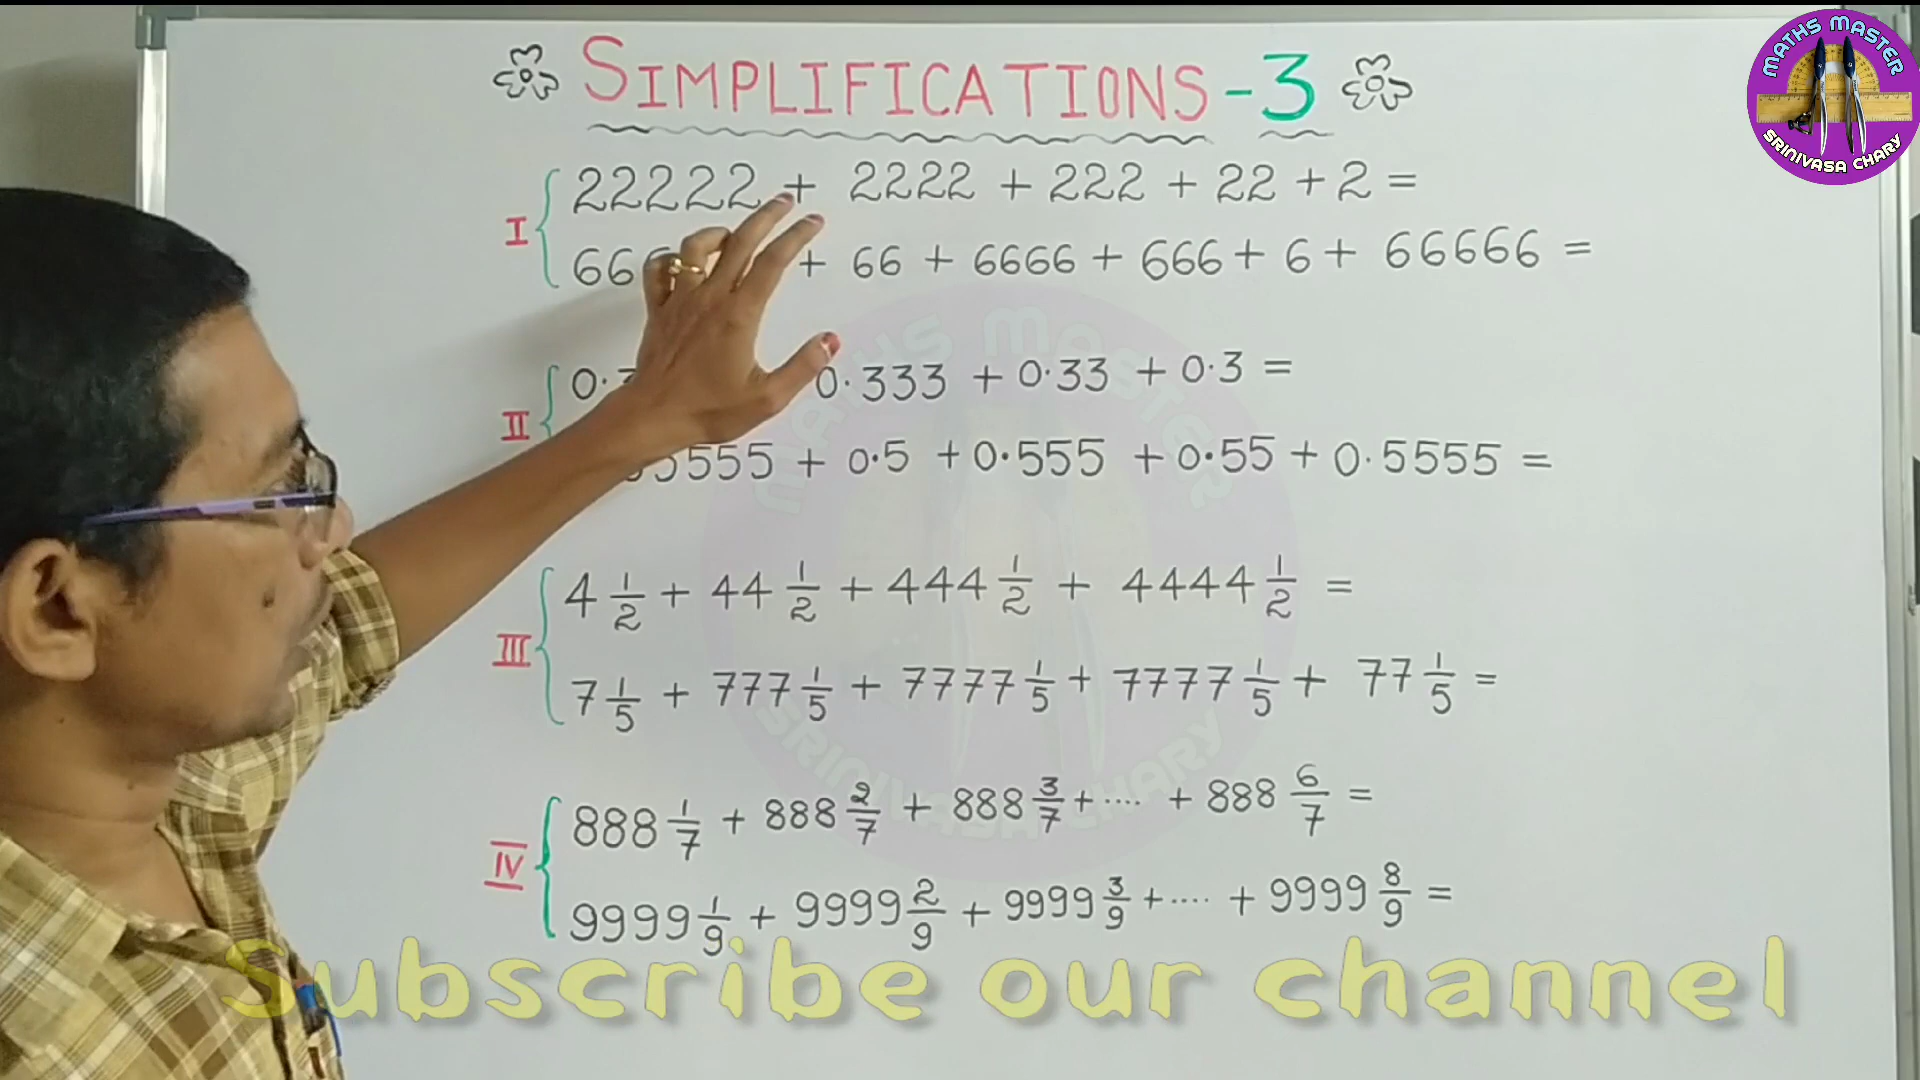 SIMPLIFICATIONS - 3
MATHS MASTER
SRINIVASA CHARY
I
22222 + 2222 + 222 + 22 + 2 =
+ 66 + 6666 + 666 + 6 + 66666 =
II
0.333 + 0.33 + 0.3 =
+ 0.5 + 0.555 + 0.55 + 0.5555 =
III
4 1/2 + 44 1/2 + 444 1/2 + 4444 1/2 =
7 1/5 + 777 1/5 + 7777 1/5 + 7777 1/5 + 77 1/5 =
IV
888 1/7 + 888 2/7 + 888 3/7 + .... + 888 6/7 =
9999 1/9 + 9999 2/9 + 9999 3/9 + .... + 9999 8/9 =
Subscribe our channel
MATHS MASTER
SRINIVASA CHARY